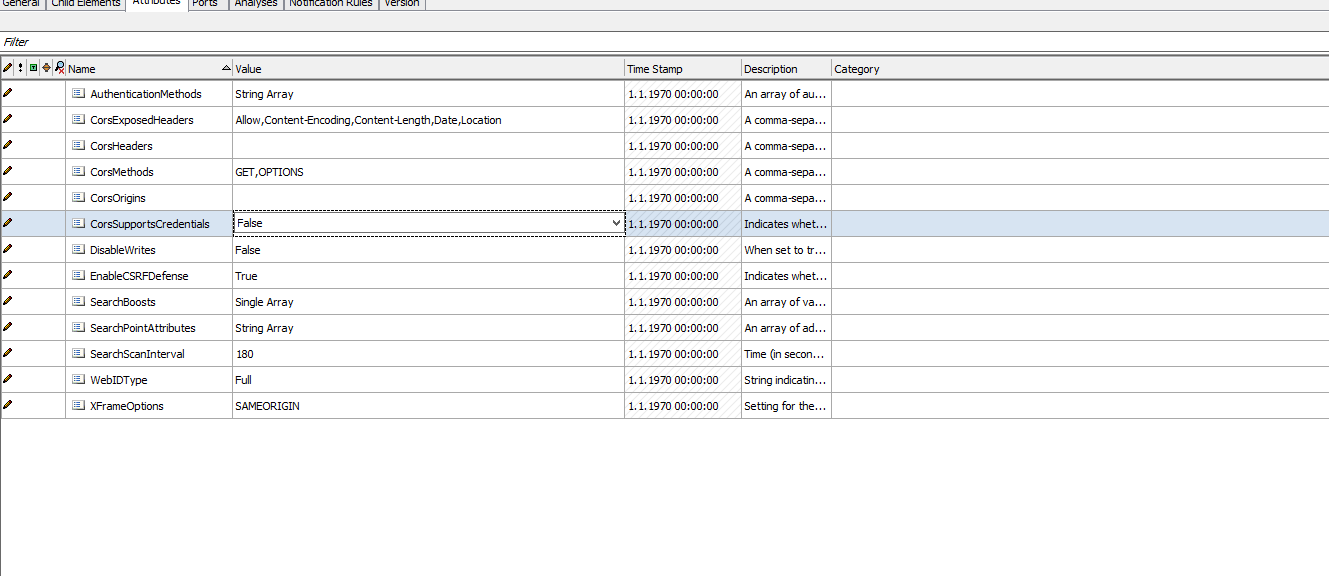 General Child Elements Attributes Ports Analyses Notification Rules Version
Filter
Name Value Time Stamp Description Category
AuthenticationMethods String Array 1.1.1970 00:00:00 An array of au...
CorsExposedHeaders Allow,Content-Encoding,Content-Length,Date,Location 1.1.1970 00:00:00 A comma-sepa...
CorsHeaders 1.1.1970 00:00:00 A comma-sepa...
CorsMethods GET,OPTIONS 1.1.1970 00:00:00 A comma-sepa...
CorsOrigins 1.1.1970 00:00:00 A comma-sepa...
CorsSupportsCredentials False 1.1.1970 00:00:00 Indicates whet...
DisableWrites False 1.1.1970 00:00:00 When set to tr...
EnableCSRFDefense True 1.1.1970 00:00:00 Indicates whet...
SearchBoosts Single Array 1.1.1970 00:00:00 An array of va...
SearchPointAttributes String Array 1.1.1970 00:00:00 An array of ad...
SearchScanInterval 180 1.1.1970 00:00:00 Time (in secon...
WebIDType Full 1.1.1970 00:00:00 String indicatin...
XFrameOptions SAMEORIGIN 1.1.1970 00:00:00 Setting for the...